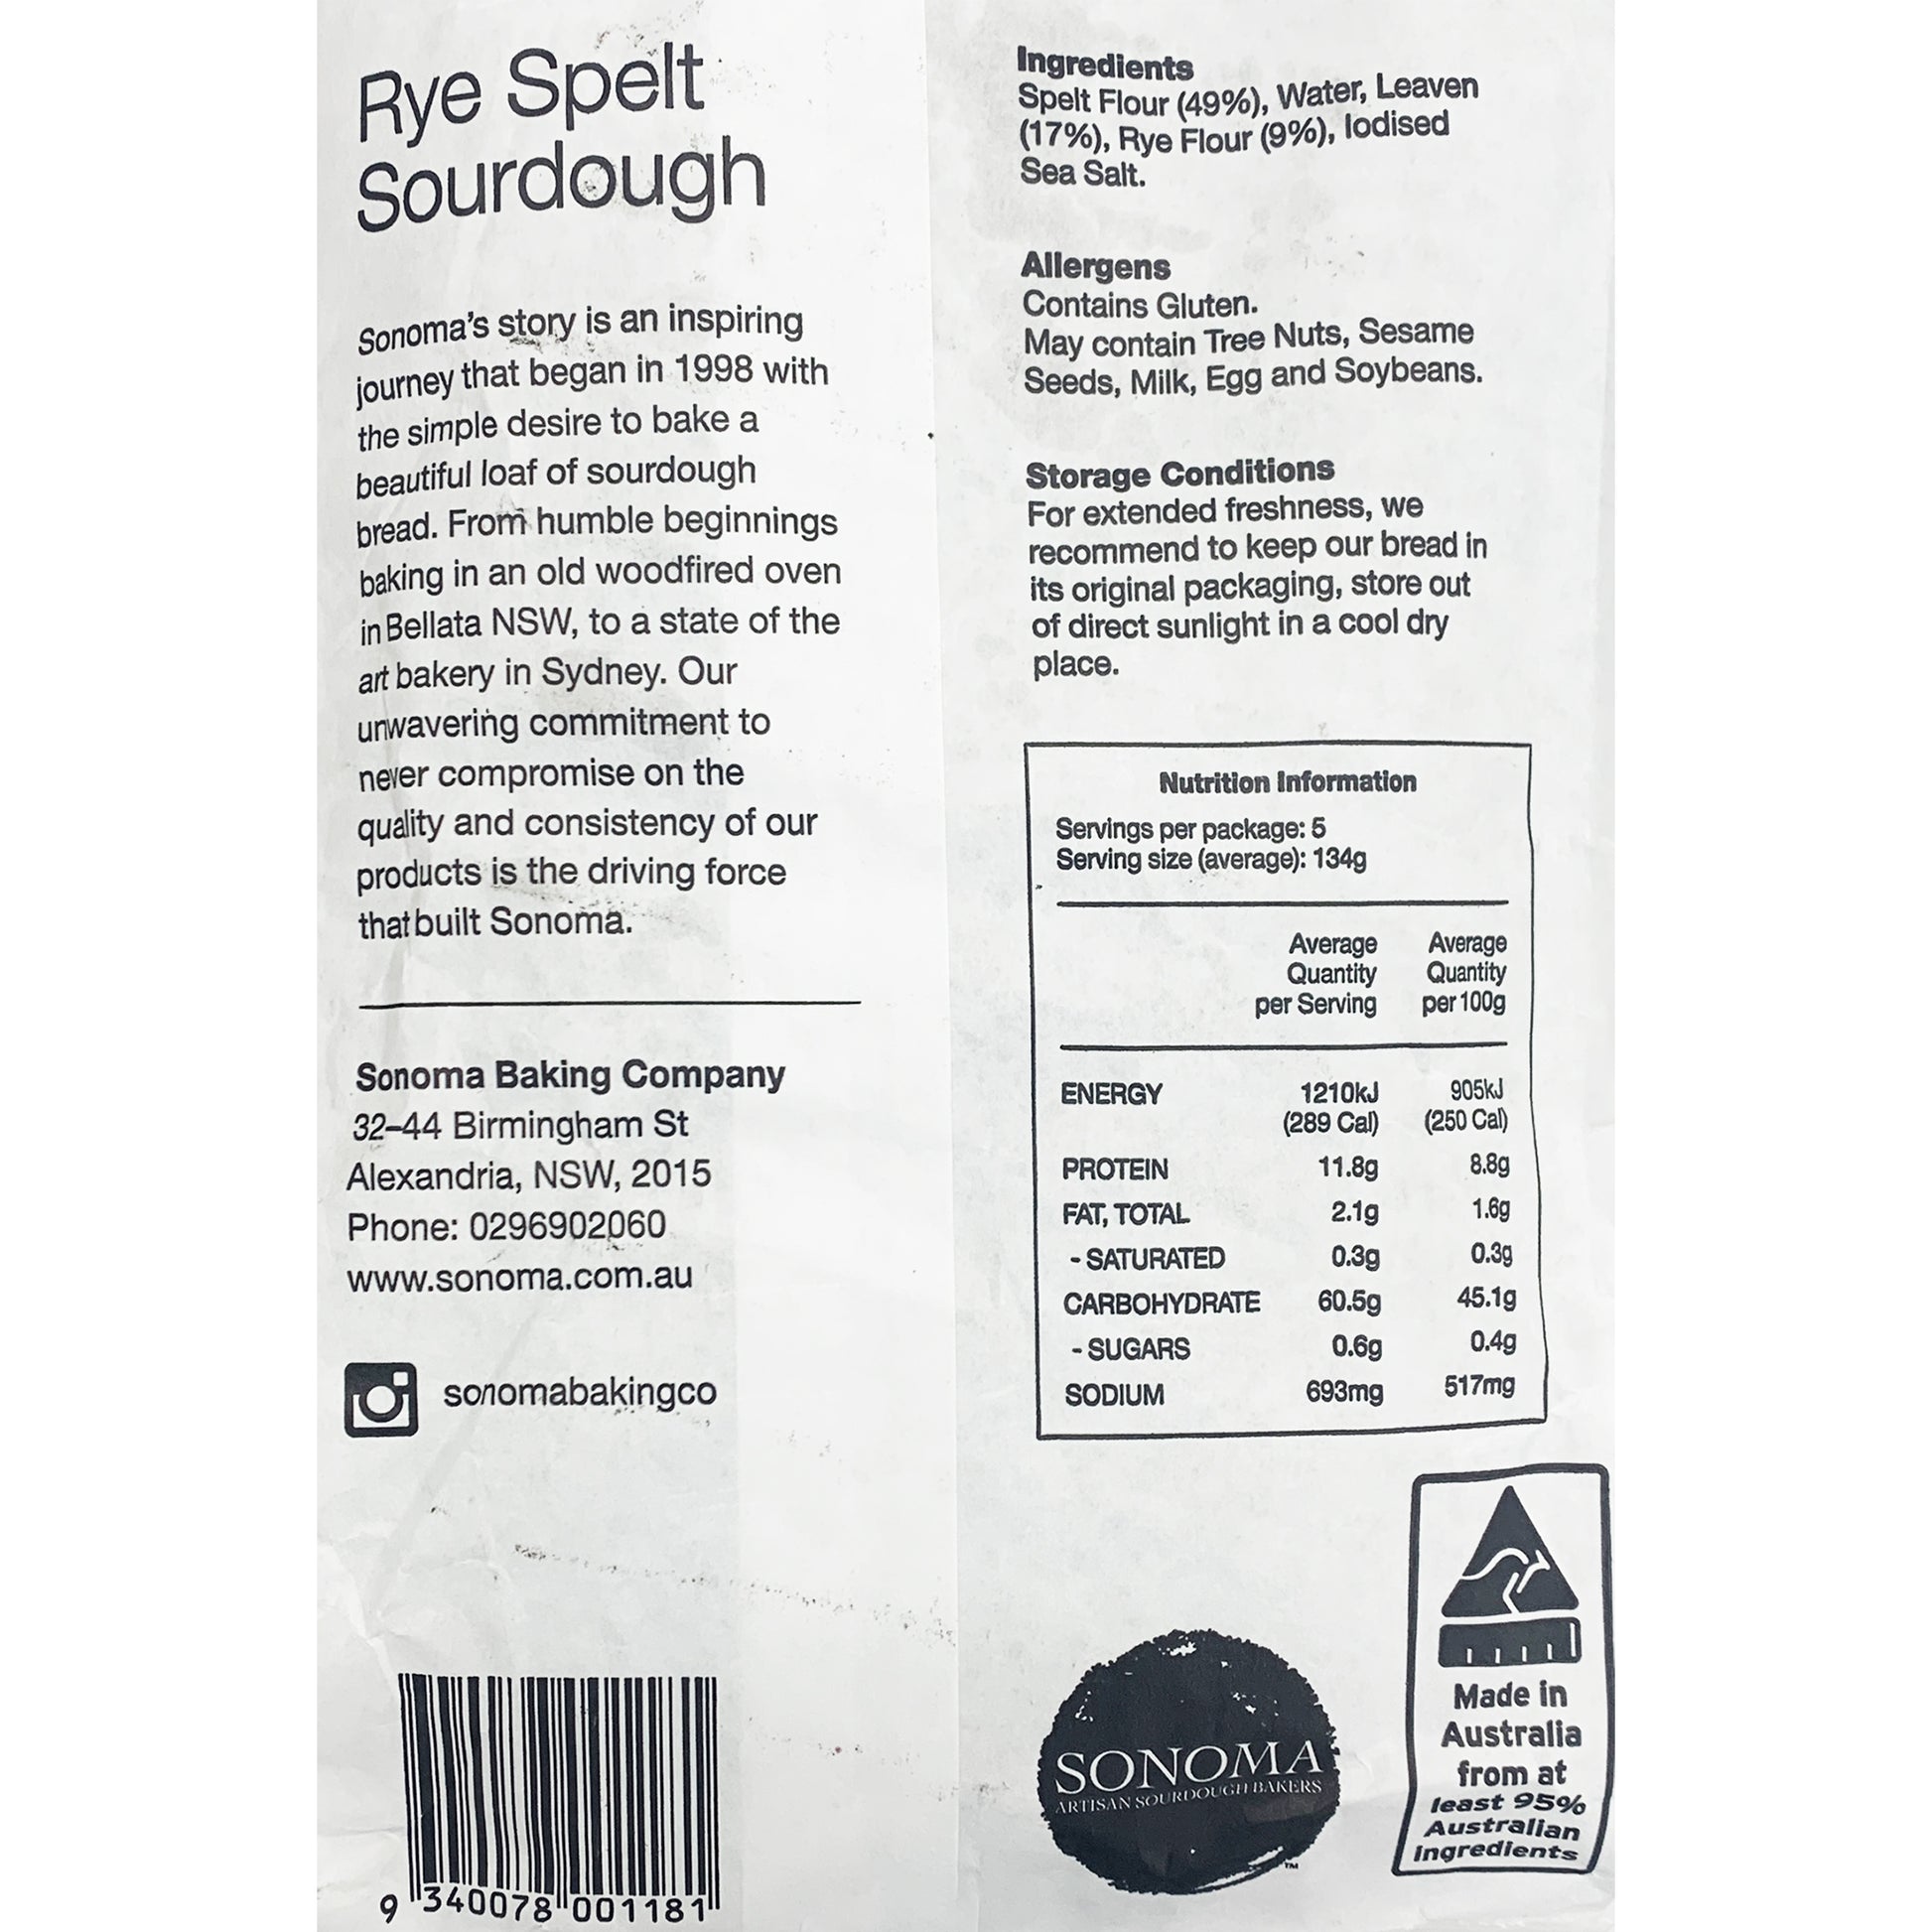 Rye Spelt
Sourdough
Sonoma's story is an inspiring
journey that began in 1998 with
the simple desire to bake a
beautiful loaf of sourdough
bread. From humble beginnings
baking in an old woodfired oven
in Bellata NSW, to a state of the
art bakery in Sydney. Our
unwavering commitment to
never compromise on the
quality and consistency of our
products is the driving force
that built Sonoma.
Sonoma Baking Company
32–44 Birmingham St
Alexandria, NSW, 2015
Phone: 0296902060
www.sonoma.com.au
sonomabakingco
9 340078 001181
Ingredients
Spelt Flour (49%), Water, Leaven
(17%), Rye Flour (9%), Iodised
Sea Salt.
Allergens
Contains Gluten.
May contain Tree Nuts, Sesame
Seeds, Milk, Egg and Soybeans.
Storage Conditions
For extended freshness, we
recommend to keep our bread in
its original packaging, store out
of direct sunlight in a cool dry
place.
Nutrition Information
Servings per package: 5
Serving size (average): 134g
Average Average
Quantity Quantity
per Serving per 100g
ENERGY 1210kJ 905kJ
(289 Cal) (250 Cal)
PROTEIN 11.8g 8.8g
FAT, TOTAL 2.1g 1.6g
- SATURATED 0.3g 0.3g
CARBOHYDRATE 60.5g 45.1g
- SUGARS 0.6g 0.4g
SODIUM 693mg 517mg
SONOMA
ARTISAN SOURDOUGH BAKERS
TM
Made in
Australia
from at
least 95%
Australian
Ingredients